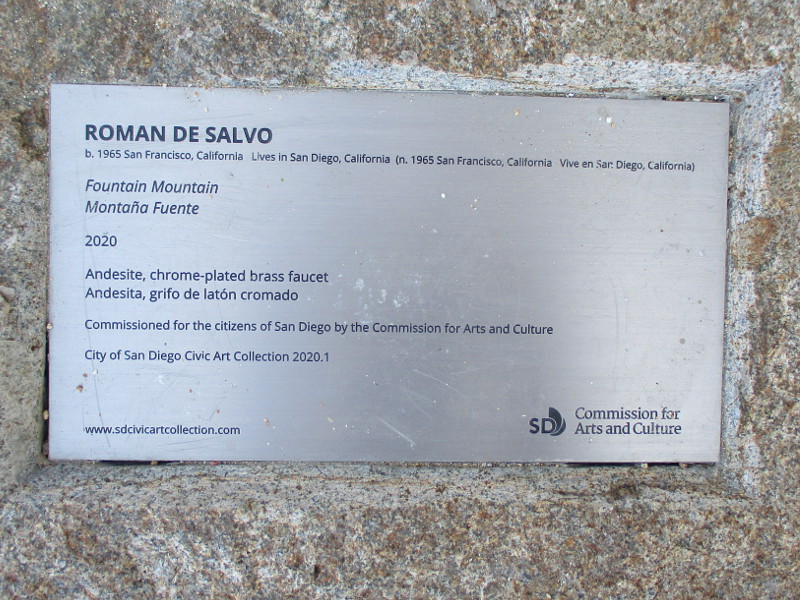 ROMAN DE SALVO
b. 1965 San Francisco, California Lives in San Diego, California (n. 1965 San Francisco, California Vive en San Diego, California)
Fountain Mountain
Montaña Fuente
2020
Andesite, chrome-plated brass faucet
Andesita, grifo de latón cromado
Commissioned for the citizens of San Diego by the Commission for Arts and Culture
City of San Diego Civic Art Collection 2020.1
www.sdcivicartcollection.com
SD Commission for
Arts and Culture